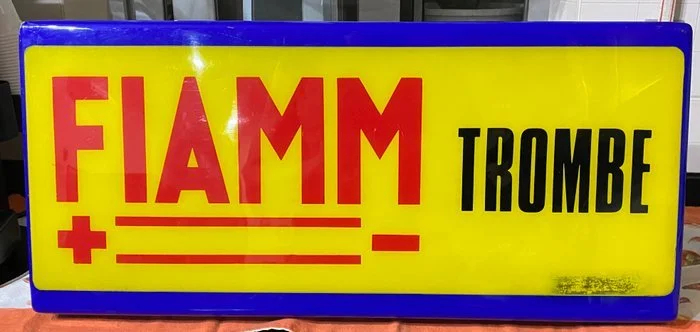 FIAMM
+ -
TROMBE